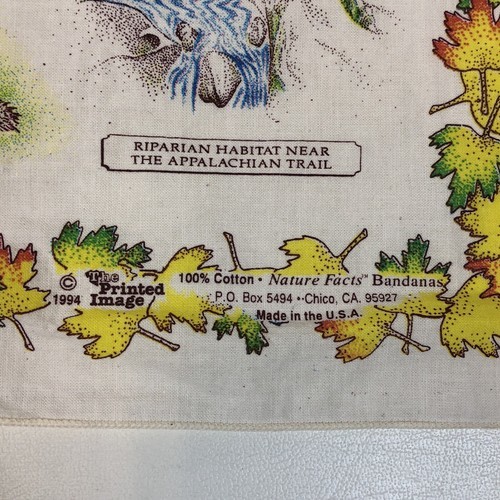 RIPARIAN HABITAT NEAR
THE APPALACHIAN TRAIL
© 1994 The Printed Image
100% Cotton · Nature Facts™ Bandanas
P.O. Box 5494 ·· Chico, CA. 95927
Made in the U.S.A.